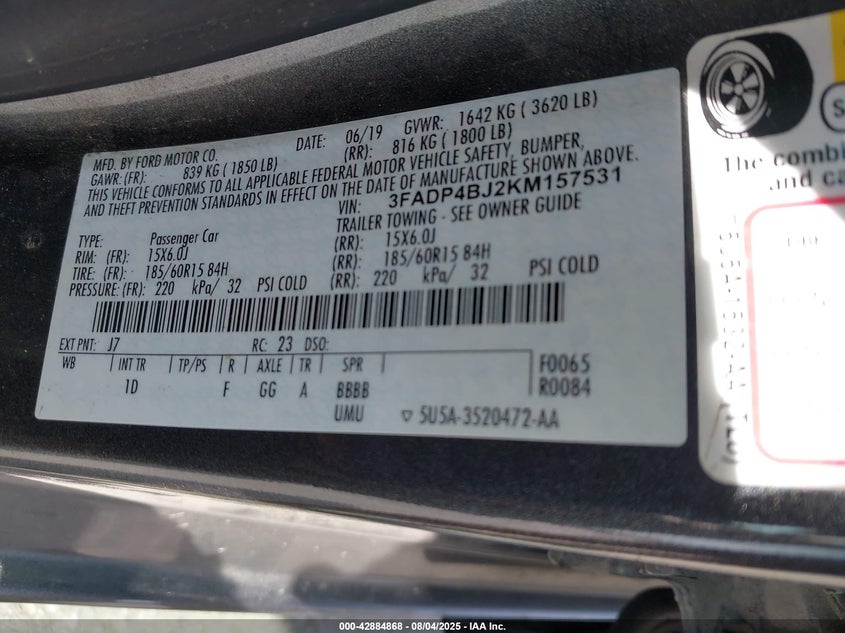 MFD. BY FORD MOTOR CO. DATE: 06/19 GVWR: 1642 KG ( 3620 LB)
GAWR: (FR): 839 KG ( 1850 LB) (RR): 816 KG ( 1800 LB)
THIS VEHICLE CONFORMS TO ALL APPLICABLE FEDERAL MOTOR VEHICLE SAFETY, BUMPER,
AND THEFT PREVENTION STANDARDS IN EFFECT ON THE DATE OF MANUFACTURE SHOWN ABOVE.
VIN: 3FADP4BJ2KM157531
TYPE: Passenger Car TRAILER TOWING - SEE OWNER GUIDE
RIM: (FR): 15X6.0J (RR): 15X6.0J
TIRE: (FR): 185/60R15 84H (RR): 185/60R15 84H
PRESSURE: (FR): 220 kPa/ 32 PSI COLD (RR): 220 kPa/ 32 PSI COLD
EXT PNT: J7 RC: 23 DSO:
WB INT TR TP/PS R AXLE TR SPR F0065
1D F GG A BBBB R0084
UMU ▽ 5U5A-3520472-AA
The combi
and ca
000-42884868 - 08/04/2025 - IAA Inc.